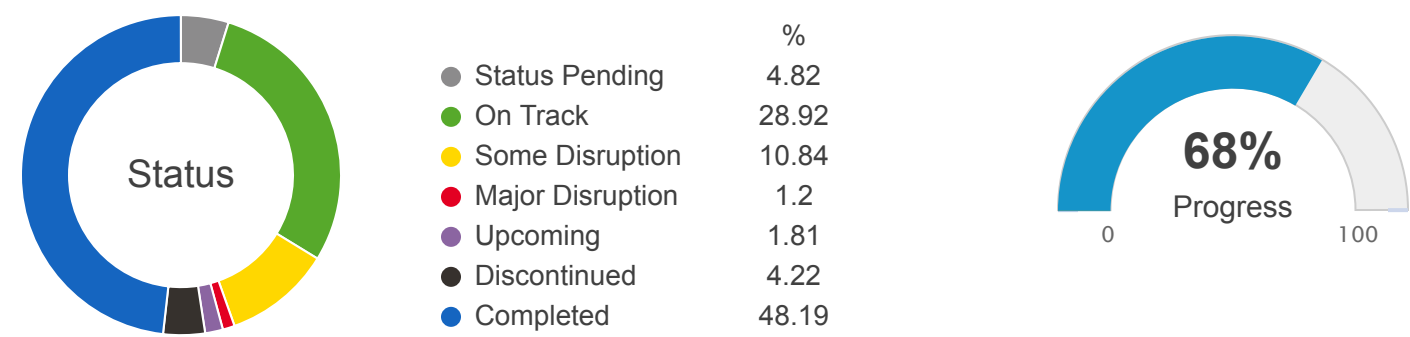 Status
%
Status Pending 4.82
On Track 28.92
Some Disruption 10.84
Major Disruption 1.2
Upcoming 1.81
Discontinued 4.22
Completed 48.19
68%
Progress
0 100